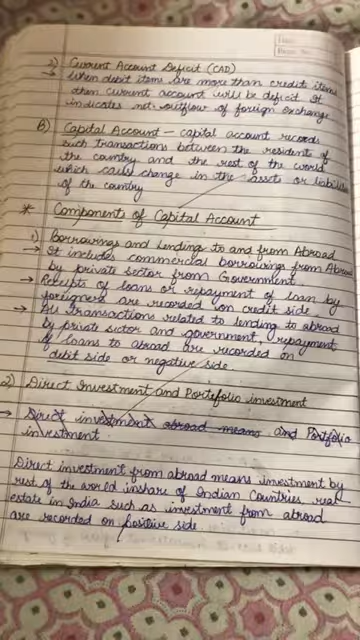 2) Current Account Deficit (CAD)
→ When debit items are more than credit items
then current account will be deficit. It
indicates net outflow of foreign exchange
B) Capital Account - capital account records
such transactions between the residents of
the country and the rest of the world
which cause change in the assets or liabilities
of the country
* Components of Capital Account
1) Borrowings and lending to and from Abroad
→ It includes commercial borrowings from Abroad
by private sector from Government.
→ Receipts of loans or repayment of loan by
foreigners are recorded on credit side
→ As transactions related to lending to abroad
by private sector and government, repayment
of loans to abroad are recorded on
debit side or negative side.
2) Direct Investment and Portefolio investment
→ Direct investment abroad means and Portfolio
investment
Direct investment from abroad means investment by
rest of the world inshare of Indian Countries real
estate in India such as investment from abroad
are recorded on positive side.